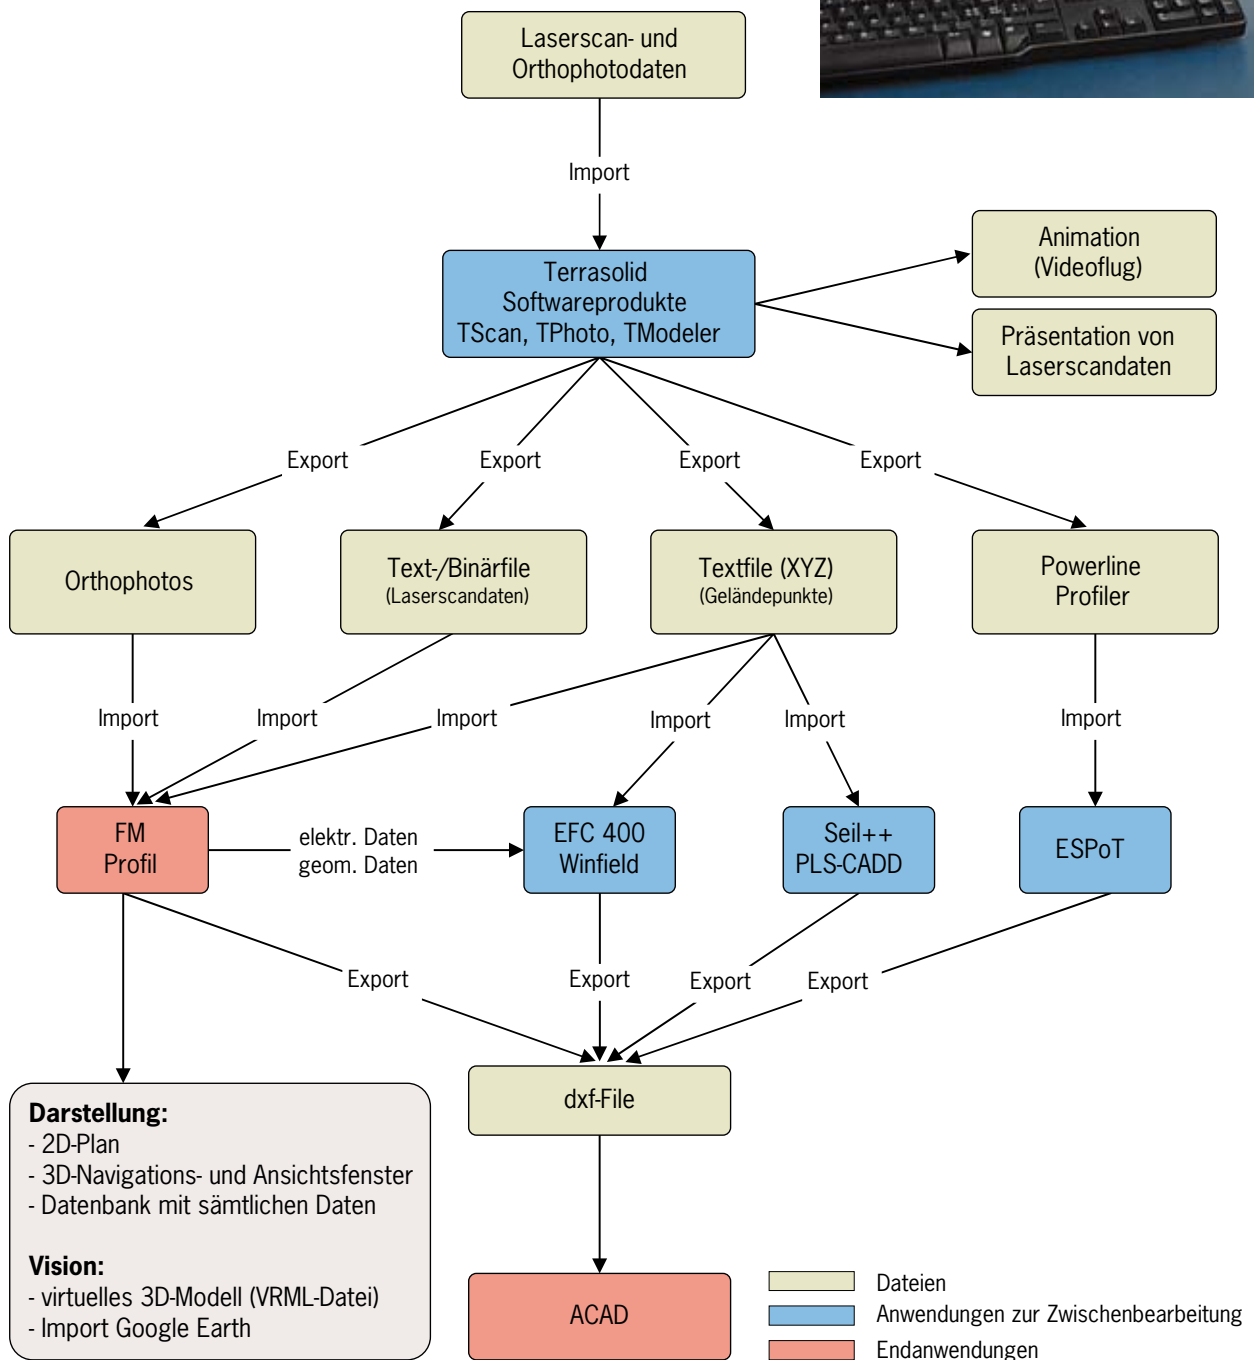 Laserscan- und
Orthophotodaten
Import
Terrasolid
Softwareprodukte
TScan, TPhoto, TModeler
Animation
(Videoflug)
Präsentation von
Laserscandaten
Export
Export
Export
Export
Orthophotos
Text-/Binärfile
(Laserscandaten)
Textfile (XYZ)
(Geländepunkte)
Powerline
Profiler
Import
Import
Import
Import
Import
Import
FM
Profil
elektr. Daten
geom. Daten
EFC 400
Winfield
Seil++
PLS-CADD
ESPoT
Export
Export
Export
Export
dxf-File
Darstellung:
- 2D-Plan
- 3D-Navigations- und Ansichtsfenster
- Datenbank mit sämtlichen Daten
Vision:
- virtuelles 3D-Modell (VRML-Datei)
- Import Google Earth
ACAD
Dateien
Anwendungen zur Zwischenbearbeitung
Endanwendungen